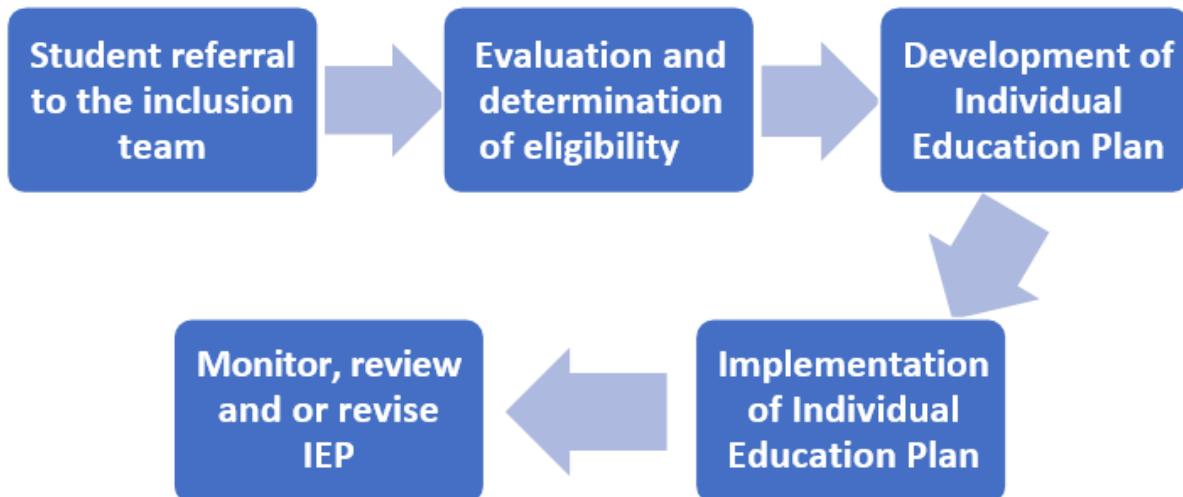 Student referral
to the inclusion
team
Evaluation and
determination
of eligibility
Development of
Individual
Education Plan
Implementation
of Individual
Education Plan
Monitor, review
and or revise
IEP